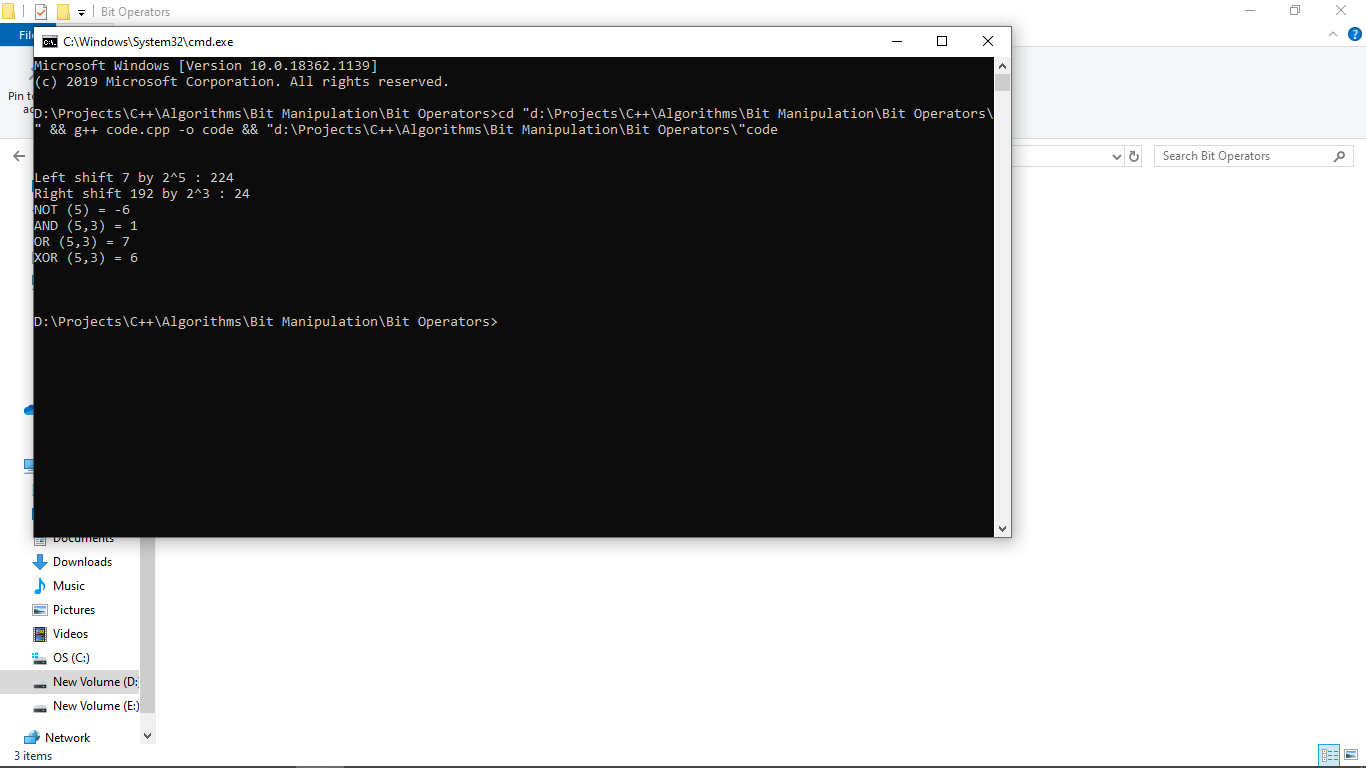 Bit Operators
Fil
C:\Windows\System32\cmd.exe
Microsoft Windows [Version 10.0.18362.1139]
(c) 2019 Microsoft Corporation. All rights reserved.
D:\Projects\C++\Algorithms\Bit Manipulation\Bit Operators>cd "d:\Projects\C++\Algorithms\Bit Manipulation\Bit Operators\
" && g++ code.cpp -o code && "d:\Projects\C++\Algorithms\Bit Manipulation\Bit Operators\"code
Left shift 7 by 2^5 : 224
Right shift 192 by 2^3 : 24
NOT (5) = -6
AND (5,3) = 1
OR (5,3) = 7
XOR (5,3) = 6
D:\Projects\C++\Algorithms\Bit Manipulation\Bit Operators>
Pin to
Search Bit Operators
Documents
Downloads
Music
Pictures
Videos
OS (C:)
New Volume (D:
New Volume (E:)
Network
3 items